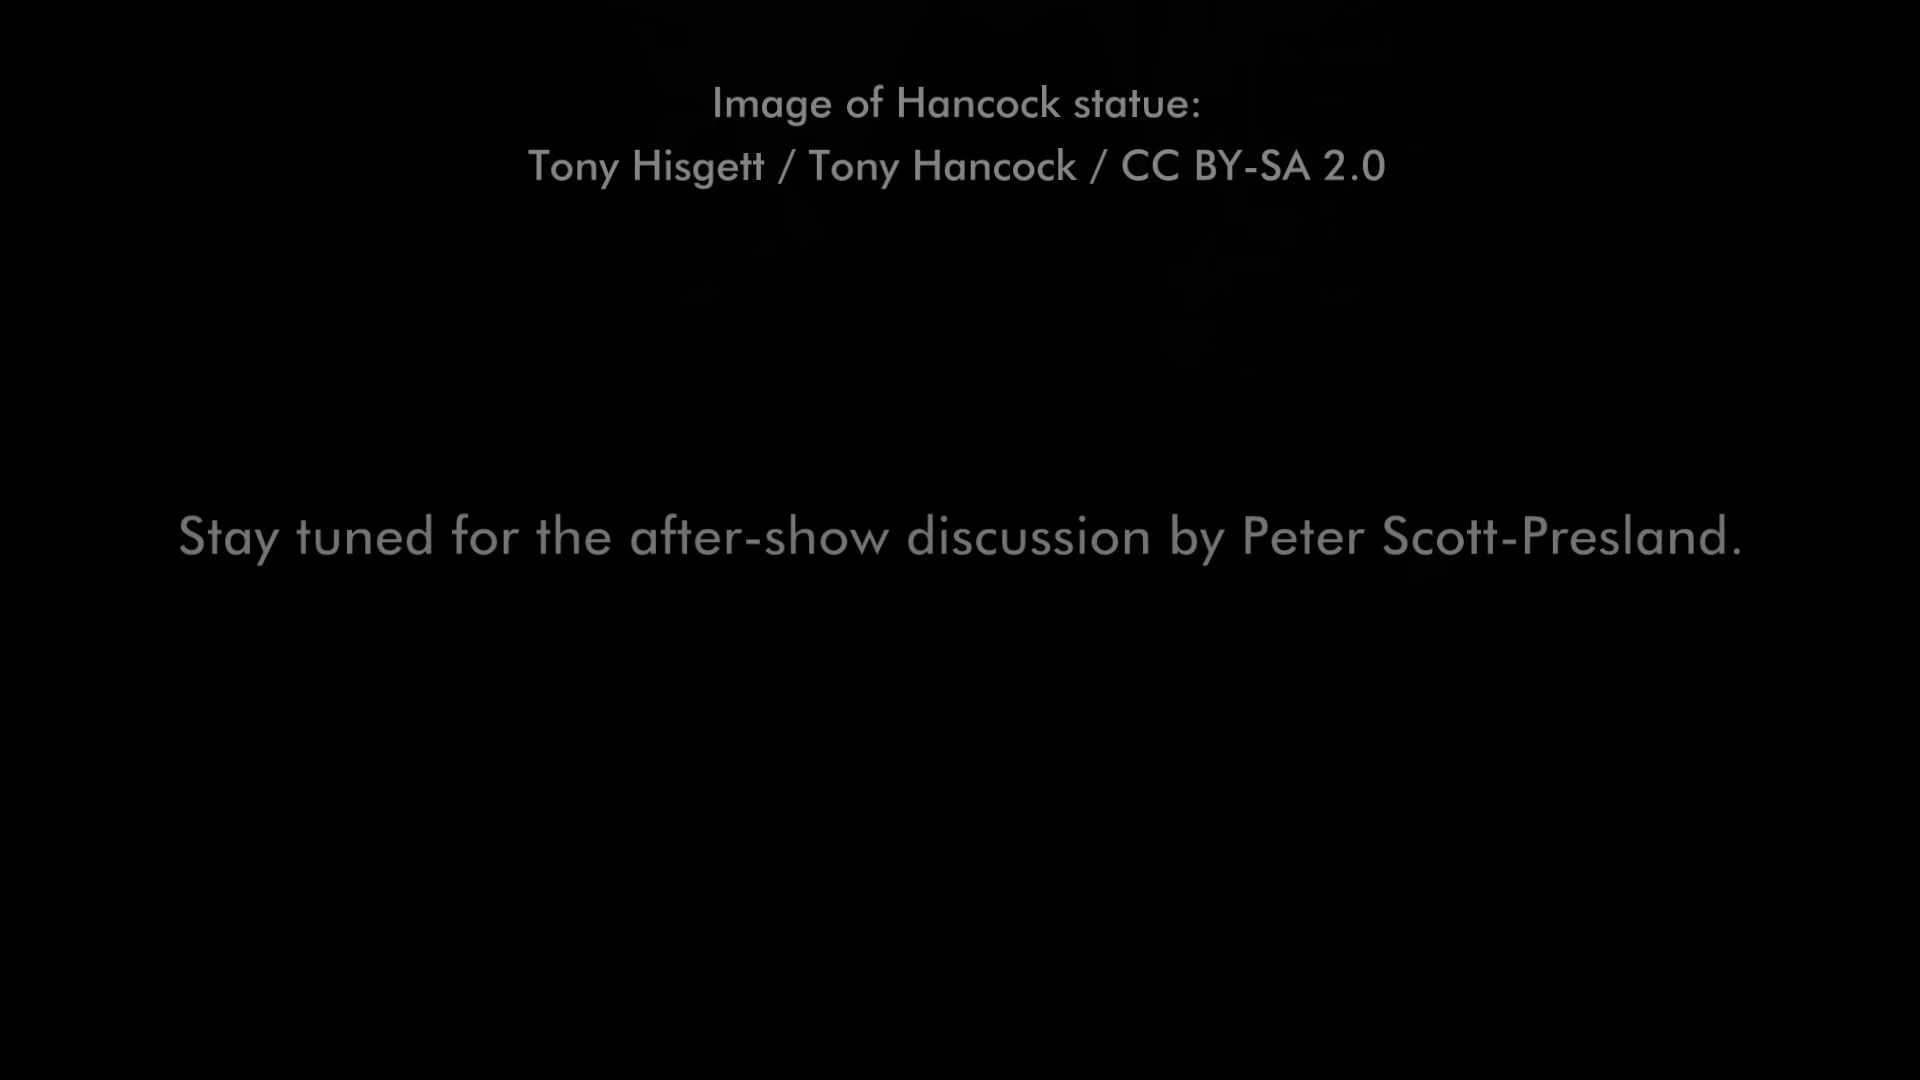 Image of Hancock statue:
Tony Hisgett / Tony Hancock / CC BY-SA 2.0
Stay tuned for the after-show discussion by Peter Scott-Presland.